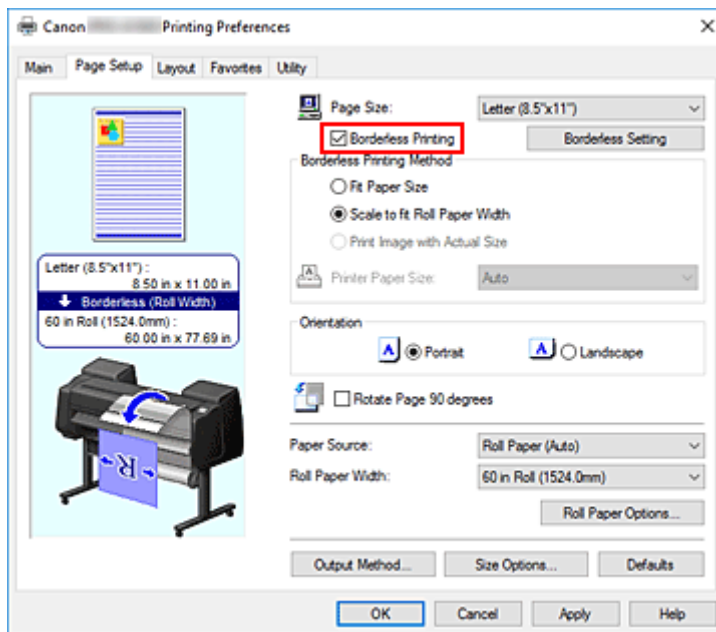 Canon Printing Preferences
Main Page Setup Layout Favorites Utility
Page Size: Letter (8.5"x11")
Borderless Printing Borderless Setting
Borderless Printing Method
Fit Paper Size
Scale to fit Roll Paper Width
Print Image with Actual Size
Printer Paper Size: Auto
Letter (8.5"x11") :
8.50 in x 11.00 in
Borderless (Roll Width)
60 in Roll (1524.0mm) :
60.00 in x 77.69 in
Orientation
A Portrait A Landscape
Rotate Page 90 degrees
R
Paper Source: Roll Paper (Auto)
Roll Paper Width: 60 in Roll (1524.0mm)
Roll Paper Options...
Output Method... Size Options... Defaults
OK Cancel Apply Help